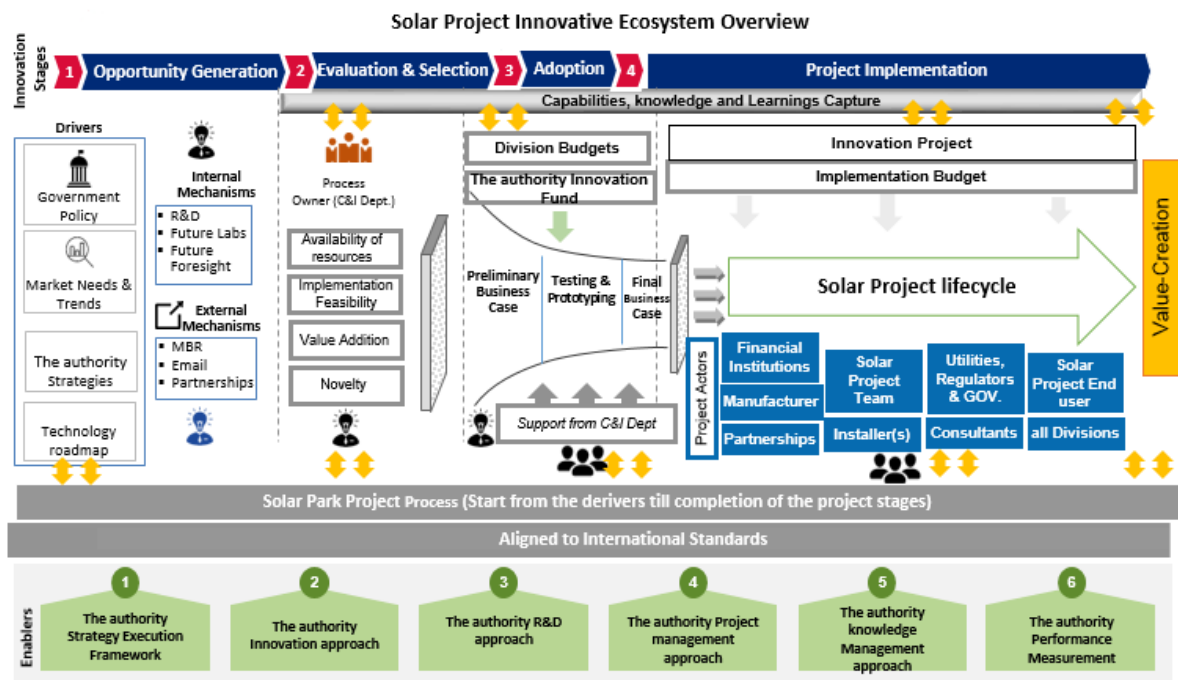 Solar Project Innovative Ecosystem Overview
Innovation
Stages
1
Opportunity Generation
2
Evaluation & Selection
3
Adoption
4
Project Implementation
Capabilities, knowledge and Learnings Capture
Drivers
Government
Policy
Market Needs &
Trends
The authority
Strategies
Technology
roadmap
Internal
Mechanisms
▪ R&D
▪ Future Labs
▪ Future
Foresight
External
Mechanisms
▪ MBR
▪ Email
▪ Partnerships
Process
Owner (C&I Dept.)
Availability of
resources
Implementation
Feasibility
Value Addition
Novelty
Division Budgets
The authority Innovation
Fund
Preliminary
Business
Case
Testing &
Prototyping
Final
Business
Case
Support from C&I Dept
Innovation Project
Implementation Budget
Solar Project lifecycle
Value-Creation
Project Actors
Financial
Institutions
Manufacturer
Partnerships
Solar
Project
Team
Installer(s)
Utilities,
Regulators
& GOV.
Consultants
Solar
Project End
user
all Divisions
Solar Park Project Process (Start from the derivers till completion of the project stages)
Aligned to International Standards
Enablers
1
The authority
Strategy Execution
Framework
2
The authority
Innovation approach
3
The authority R&D
approach
4
The authority Project
management
approach
5
The authority
knowledge
Management
approach
6
The authority
Performance
Measurement